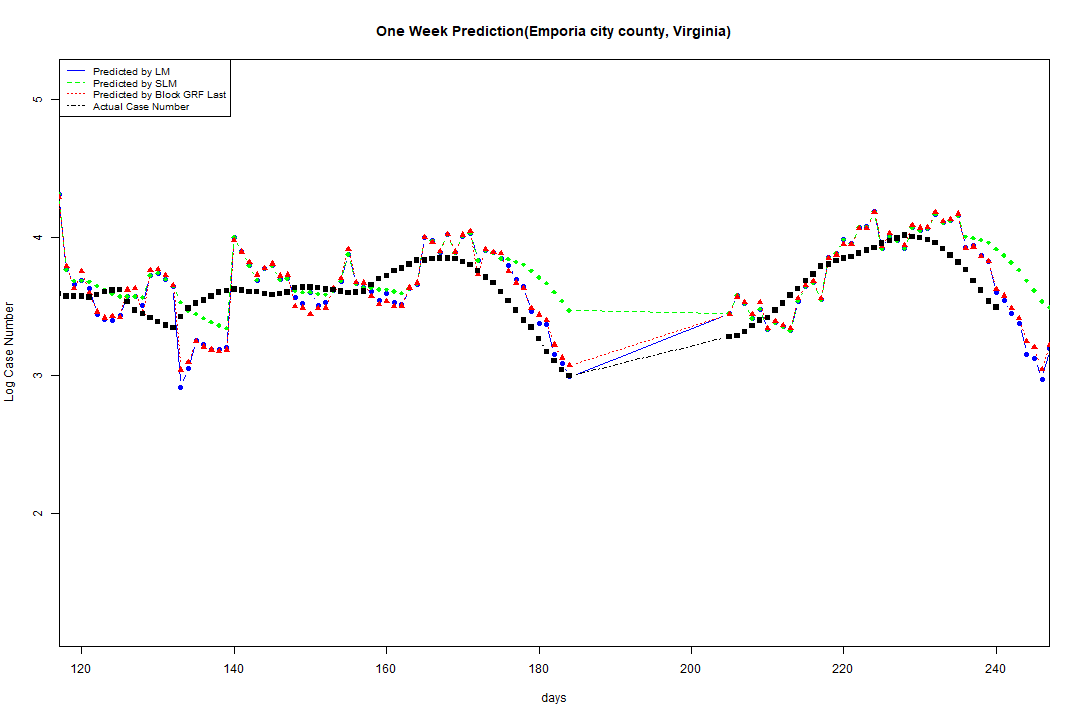 One Week Prediction(Emporia city county, Virginia)
Predicted by LM
Predicted by SLM
Predicted by Block GRF Last
Actual Case Number
5
4
3
2
Log Case Number
120 140 160 180 200 220 240
days